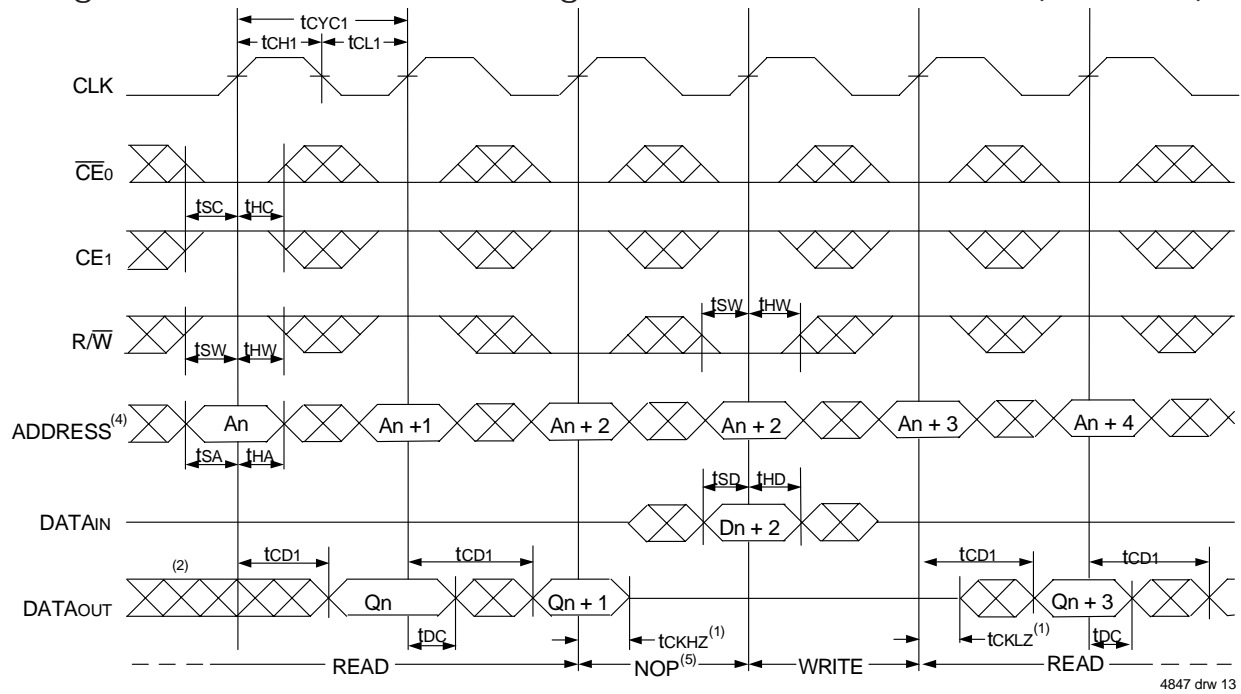 tCYC1
tCH1 tCL1
CLK
CE0
tSC tHC
CE1
tSW tHW
R/W
tSW tHW
ADDRESS(4) An An +1 An + 2 An + 2 An + 3 An + 4
tSA tHA
tSD tHD
DATAIN Dn + 2
(2) tCD1 tCD1 tCD1 tCD1
DATAOUT Qn Qn + 1 Qn + 3
tDC tCKHZ(1) tCKLZ(1) tDC
READ NOP(5) WRITE READ
4847 drw 13